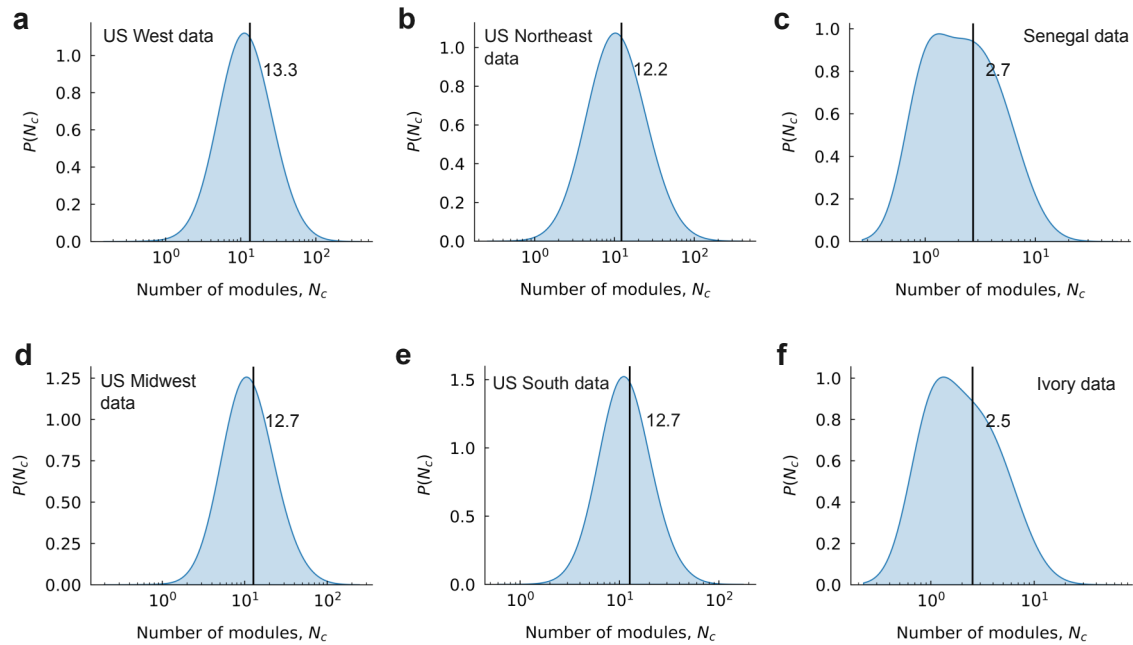 a
US West data
13.3
P(N_c)
1.0
0.8
0.6
0.4
0.2
0.0
10^0
10^1
10^2
Number of modules, N_c
b
US Northeast
data
12.2
P(N_c)
1.0
0.8
0.6
0.4
0.2
0.0
10^0
10^1
10^2
Number of modules, N_c
c
Senegal data
2.7
P(N_c)
1.0
0.8
0.6
0.4
0.2
0.0
10^0
10^1
Number of modules, N_c
d
US Midwest
data
12.7
P(N_c)
1.25
1.00
0.75
0.50
0.25
0.00
10^0
10^1
10^2
Number of modules, N_c
e
US South data
12.7
P(N_c)
1.5
1.0
0.5
0.0
10^0
10^1
10^2
Number of modules, N_c
f
Ivory data
2.5
P(N_c)
1.0
0.8
0.6
0.4
0.2
0.0
10^0
10^1
Number of modules, N_c